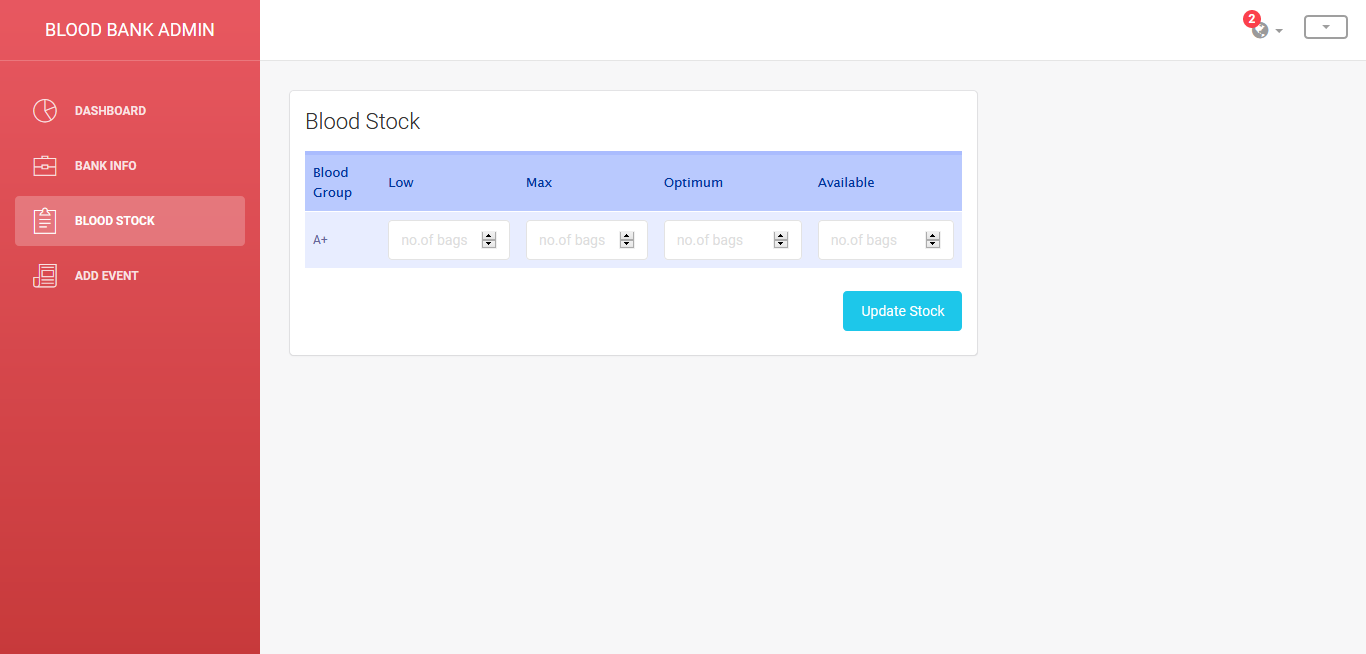 BLOOD BANK ADMIN
2
DASHBOARD
BANK INFO
BLOOD STOCK
ADD EVENT
Blood Stock
Blood Group Low Max Optimum Available
A+ no.of bags no.of bags no.of bags no.of bags
Update Stock